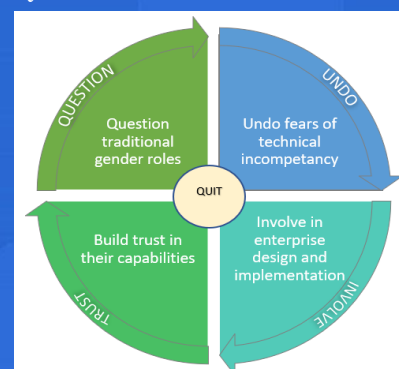 QUESTION
Question
traditional
gender roles
UNDO
Undo fears of
technical
incompetancy
QUIT
Build trust in
their capabilities
TRUST
Involve in
enterprise
design and
implementation
INVOLVE